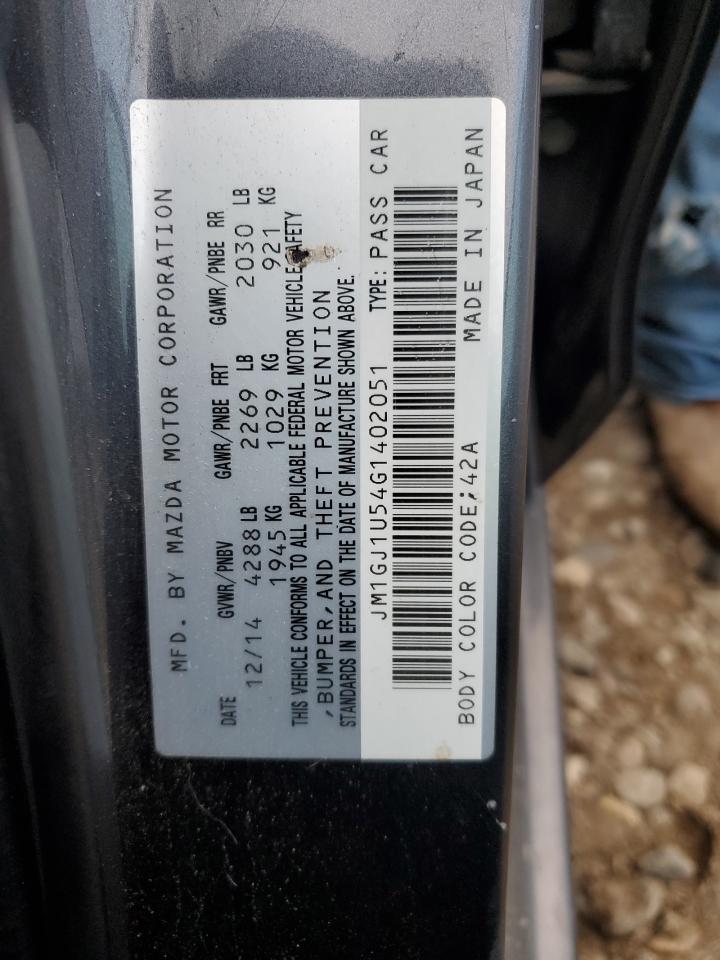 MFD. BY MAZDA MOTOR CORPORATION
DATE GVWR/PNBV GAWR/PNBE FRT GAWR/PNBE RR
12/14 4288 LB 2269 LB 2030 LB
1945 KG 1029 KG 921 KG
THIS VEHICLE CONFORMS TO ALL APPLICABLE FEDERAL MOTOR VEHICLE SAFETY
,BUMPER,AND THEFT PREVENTION
STANDARDS IN EFFECT ON THE DATE OF MANUFACTURE SHOWN ABOVE.
JM1GJ1U54G1402051 TYPE: PASS CAR
BODY COLOR CODE:42A MADE IN JAPAN